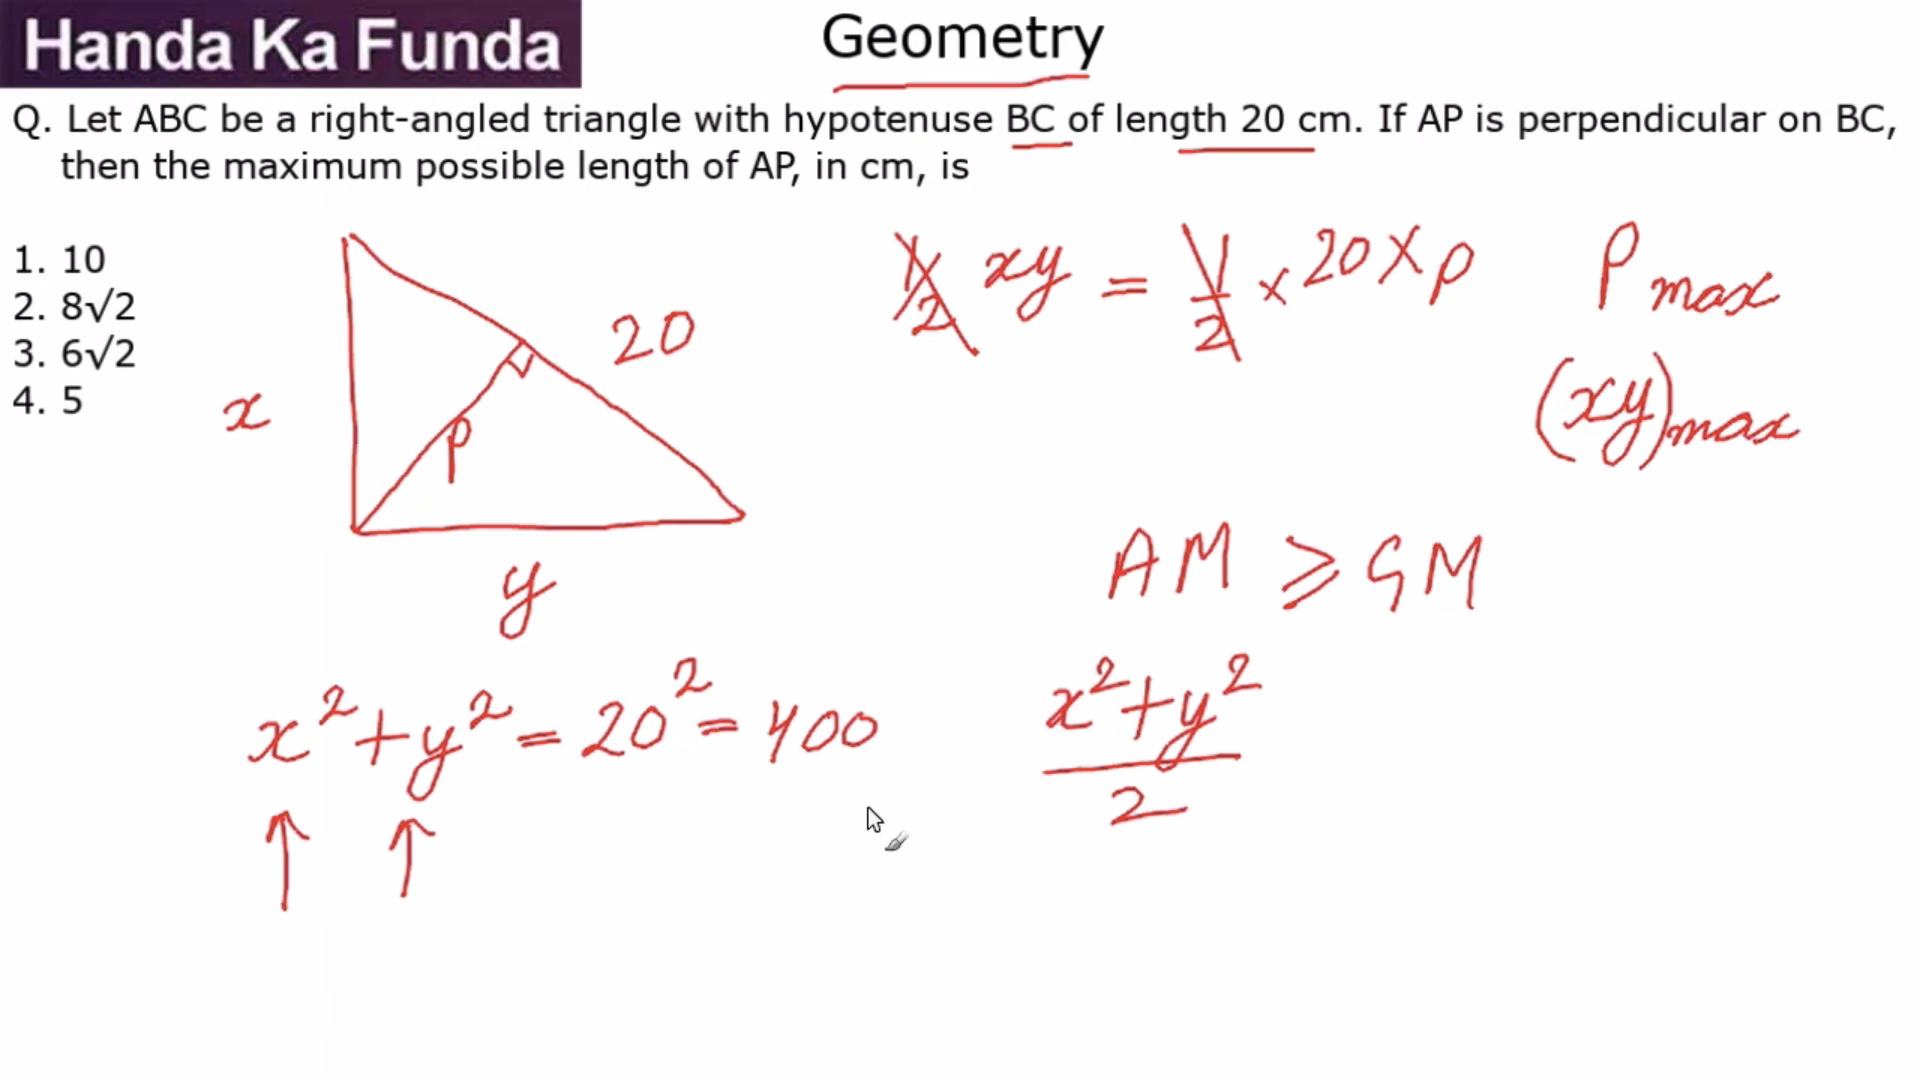 Handa Ka Funda
Geometry
Q. Let ABC be a right-angled triangle with hypotenuse BC of length 20 cm. If AP is perpendicular on BC,
then the maximum possible length of AP, in cm, is
1. 10
2. 8√2
3. 6√2
4. 5
x
20
p
y
1/2 xy = 1/2 × 20 × p
P max
(xy)max
AM ≥ GM
x² + y² = 20² = 400
x² + y²
2